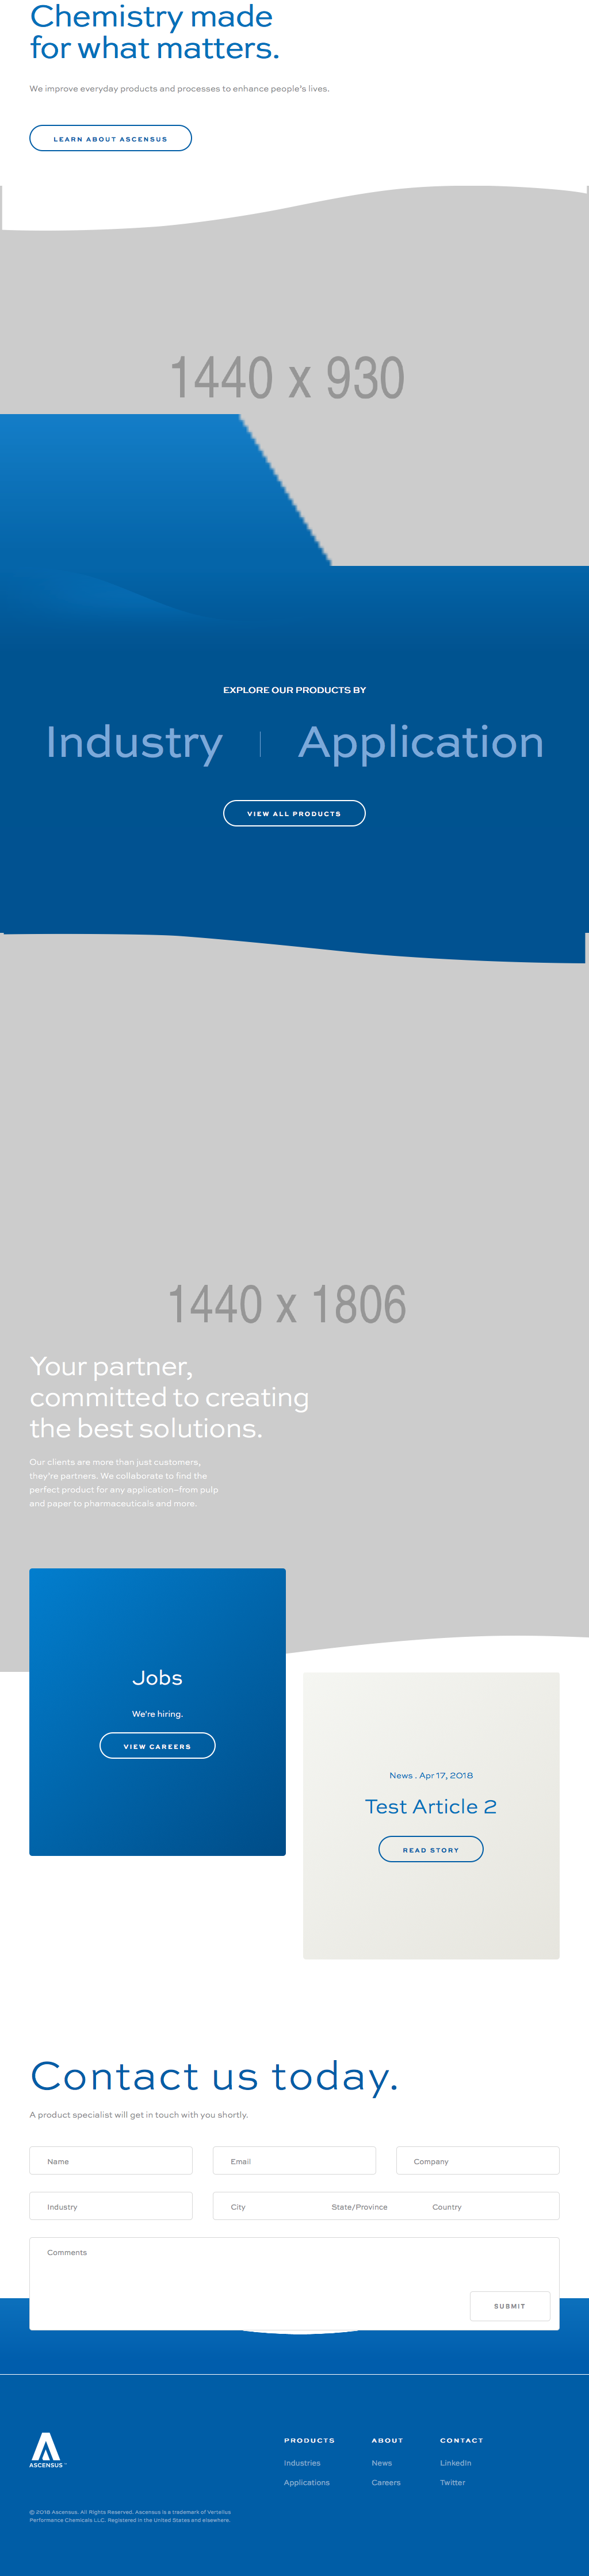 Chemistry made
for what matters.
We improve everyday products and processes to enhance people's lives.
LEARN ABOUT ASCENSUS
1440 x 930
EXPLORE OUR PRODUCTS BY
Industry | Application
VIEW ALL PRODUCTS
1440 x 1806
Your partner,
committed to creating
the best solutions.
Our clients are more than just customers,
they're partners. We collaborate to find the
perfect product for any application–from pulp
and paper to pharmaceuticals and more.
Jobs
We're hiring.
VIEW CAREERS
News . Apr 17, 2018
Test Article 2
READ STORY
Contact us today.
A product specialist will get in touch with you shortly.
Name Email Company
Industry City State/Province Country
Comments
SUBMIT
ASCENSUS
PRODUCTS ABOUT CONTACT
Industries News LinkedIn
Applications Careers Twitter
© 2018 Ascensus. All Rights Reserved. Ascensus is a trademark of Vertellus
Performance Chemicals LLC. Registered in the United States and elsewhere.